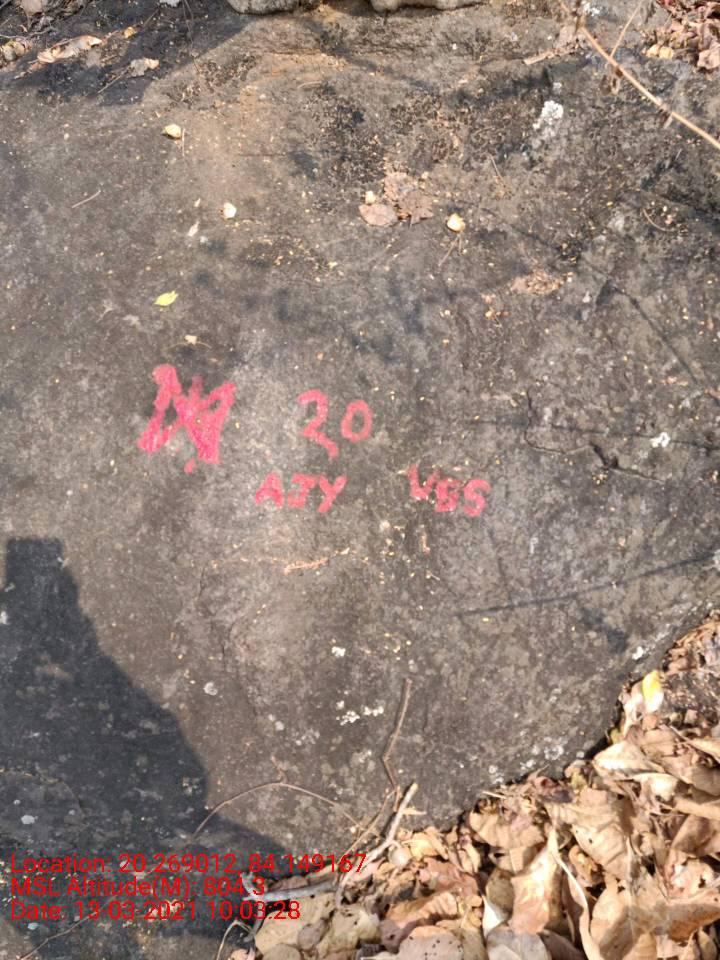 20
AJY VSS
Location: 20.269012, 84.149167
MSL Altitude(M): 804.3
Date: 13-03-2021 10:03:28